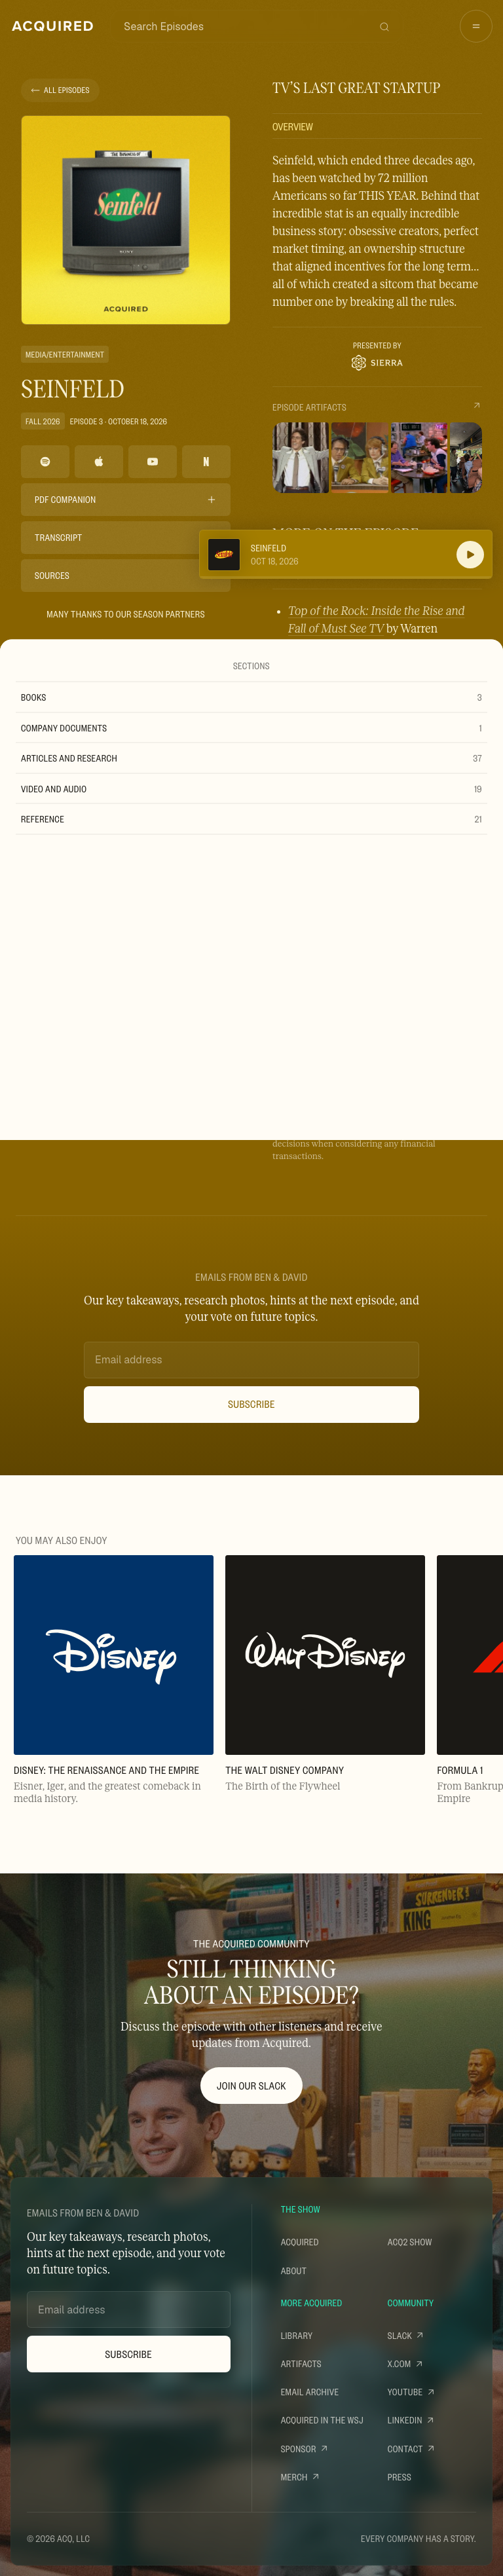 ACQUIRED
Search Episodes
ALL EPISODES
The Business of
Seinfeld
SONY
ACQUIRED
MEDIA/ENTERTAINMENT
SEINFELD
FALL 2026
EPISODE 3 · OCTOBER 18, 2026
PDF COMPANION
TRANSCRIPT
SOURCES
MANY THANKS TO OUR SEASON PARTNERS
TV'S LAST GREAT STARTUP
OVERVIEW
Seinfeld, which ended three decades ago,
has been watched by 72 million
Americans so far THIS YEAR. Behind that
incredible stat is an equally incredible
business story: obsessive creators, perfect
market timing, an ownership structure
that aligned incentives for the long term…
all of which created a sitcom that became
number one by breaking all the rules.
PRESENTED BY
SIERRA
EPISODE ARTIFACTS
SEINFELD
OCT 18, 2026
Top of the Rock: Inside the Rise and
Fall of Must See TV by Warren
SECTIONS
BOOKS
3
COMPANY DOCUMENTS
1
ARTICLES AND RESEARCH
37
VIDEO AND AUDIO
19
REFERENCE
21
decisions when considering any financial
transactions.
EMAILS FROM BEN & DAVID
Our key takeaways, research photos, hints at the next episode, and
your vote on future topics.
Email address
SUBSCRIBE
YOU MAY ALSO ENJOY
Disney
Walt Disney
DISNEY: THE RENAISSANCE AND THE EMPIRE
Eisner, Iger, and the greatest comeback in
media history.
THE WALT DISNEY COMPANY
The Birth of the Flywheel
FORMULA 1
From Bankrup
Empire
SURRENDER
KING
THE ACQUIRED COMMUNITY
STILL THINKING
ABOUT AN EPISODE?
Discuss the episode with other listeners and receive
updates from Acquired.
JOIN OUR SLACK
EMAILS FROM BEN & DAVID
Our key takeaways, research photos,
hints at the next episode, and your vote
on future topics.
Email address
SUBSCRIBE
THE SHOW
ACQUIRED
ACQ2 SHOW
ABOUT
MORE ACQUIRED
COMMUNITY
LIBRARY
SLACK
ARTIFACTS
X.COM
EMAIL ARCHIVE
YOUTUBE
ACQUIRED IN THE WSJ
LINKEDIN
SPONSOR
CONTACT
MERCH
PRESS
© 2026 ACQ, LLC
EVERY COMPANY HAS A STORY.